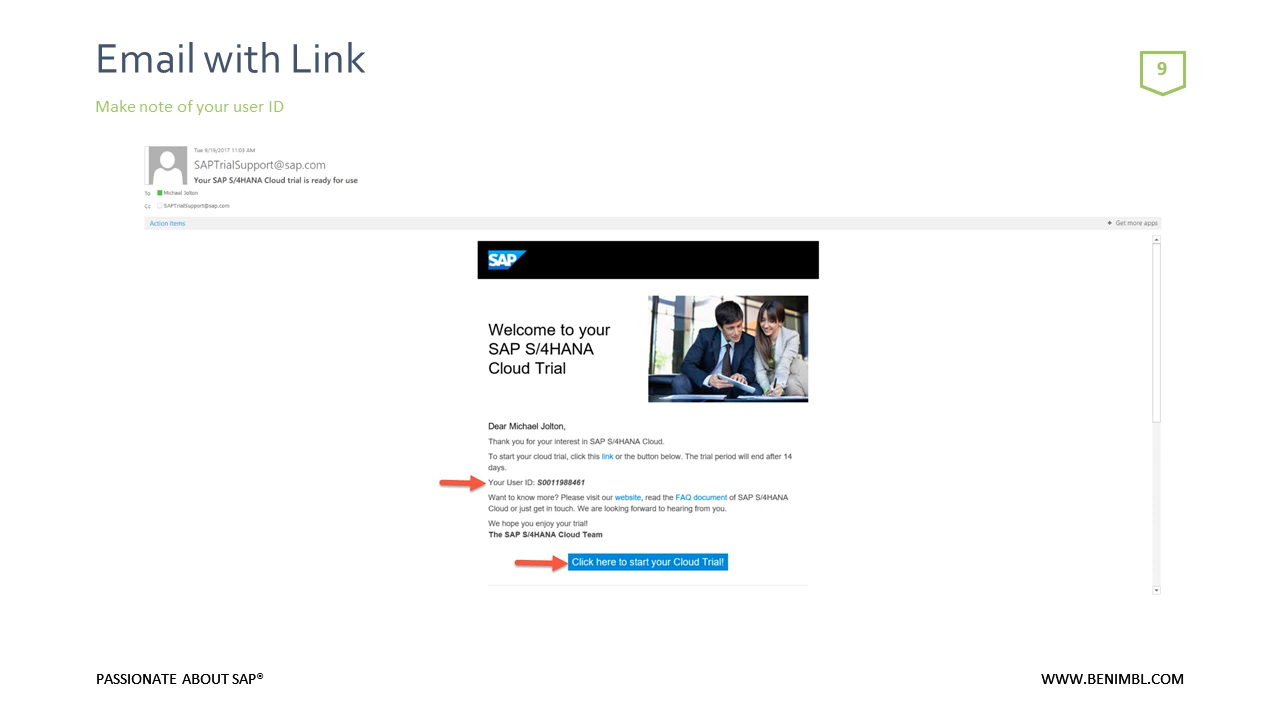 Email with Link
9
Make note of your user ID
Tue 9/19/2017 11:03 AM
SAPTrialSupport@sap.com
Your SAP S/4HANA Cloud trial is ready for use
To Michael Jolton
Cc SAPTrialSupport@sap.com
Action Items
+ Get more apps
SAP
Welcome to your
SAP S/4HANA
Cloud Trial
Dear Michael Jolton,
Thank you for your interest in SAP S/4HANA Cloud.
To start your cloud trial, click this link or the button below. The trial period will end after 14
days.
Your User ID: S0011988461
Want to know more? Please visit our website, read the FAQ document of SAP S/4HANA
Cloud or just get in touch. We are looking forward to hearing from you.
We hope you enjoy your trial!
The SAP S/4HANA Cloud Team
Click here to start your Cloud Trial!
PASSIONATE ABOUT SAP®
WWW.BENIMBL.COM